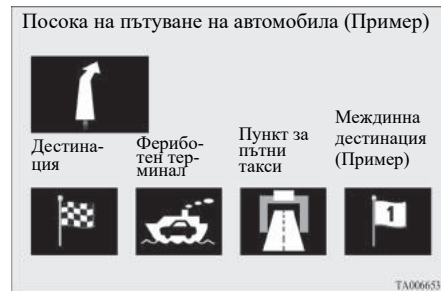 Посока на пътуване на автомобила (Пример)
Дестина-
ция
Ферибо-
тен тер-
минал
Пункт за
пътни
такси
Междинна
дестинация
(Пример)
1
TA006653